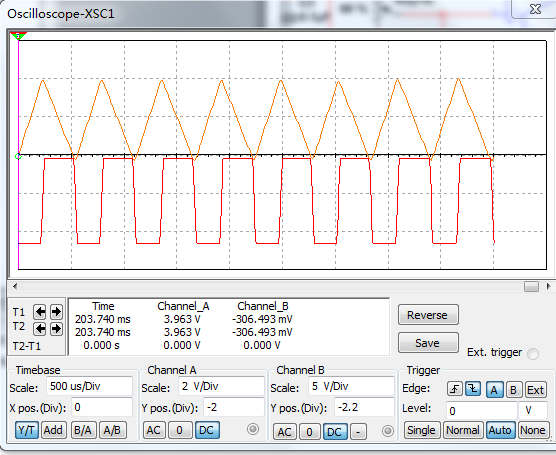 Oscilloscope-XSC1
Time Channel_A Channel_B
T1 203.740 ms 3.963 V -306.493 mV
T2 203.740 ms 3.963 V -306.493 mV
T2-T1 0.000 s 0.000 V 0.000 V
Reverse
Save
Ext. trigger
Timebase Channel A Channel B Trigger
Scale: 500 us/Div Scale: 2 V/Div Scale: 5 V/Div Edge: A B Ext
X pos.(Div): 0 Y pos.(Div): -2 Y pos.(Div): -2.2 Level: 0 V
Y/T Add B/A A/B AC 0 DC AC 0 DC - Single Normal Auto None